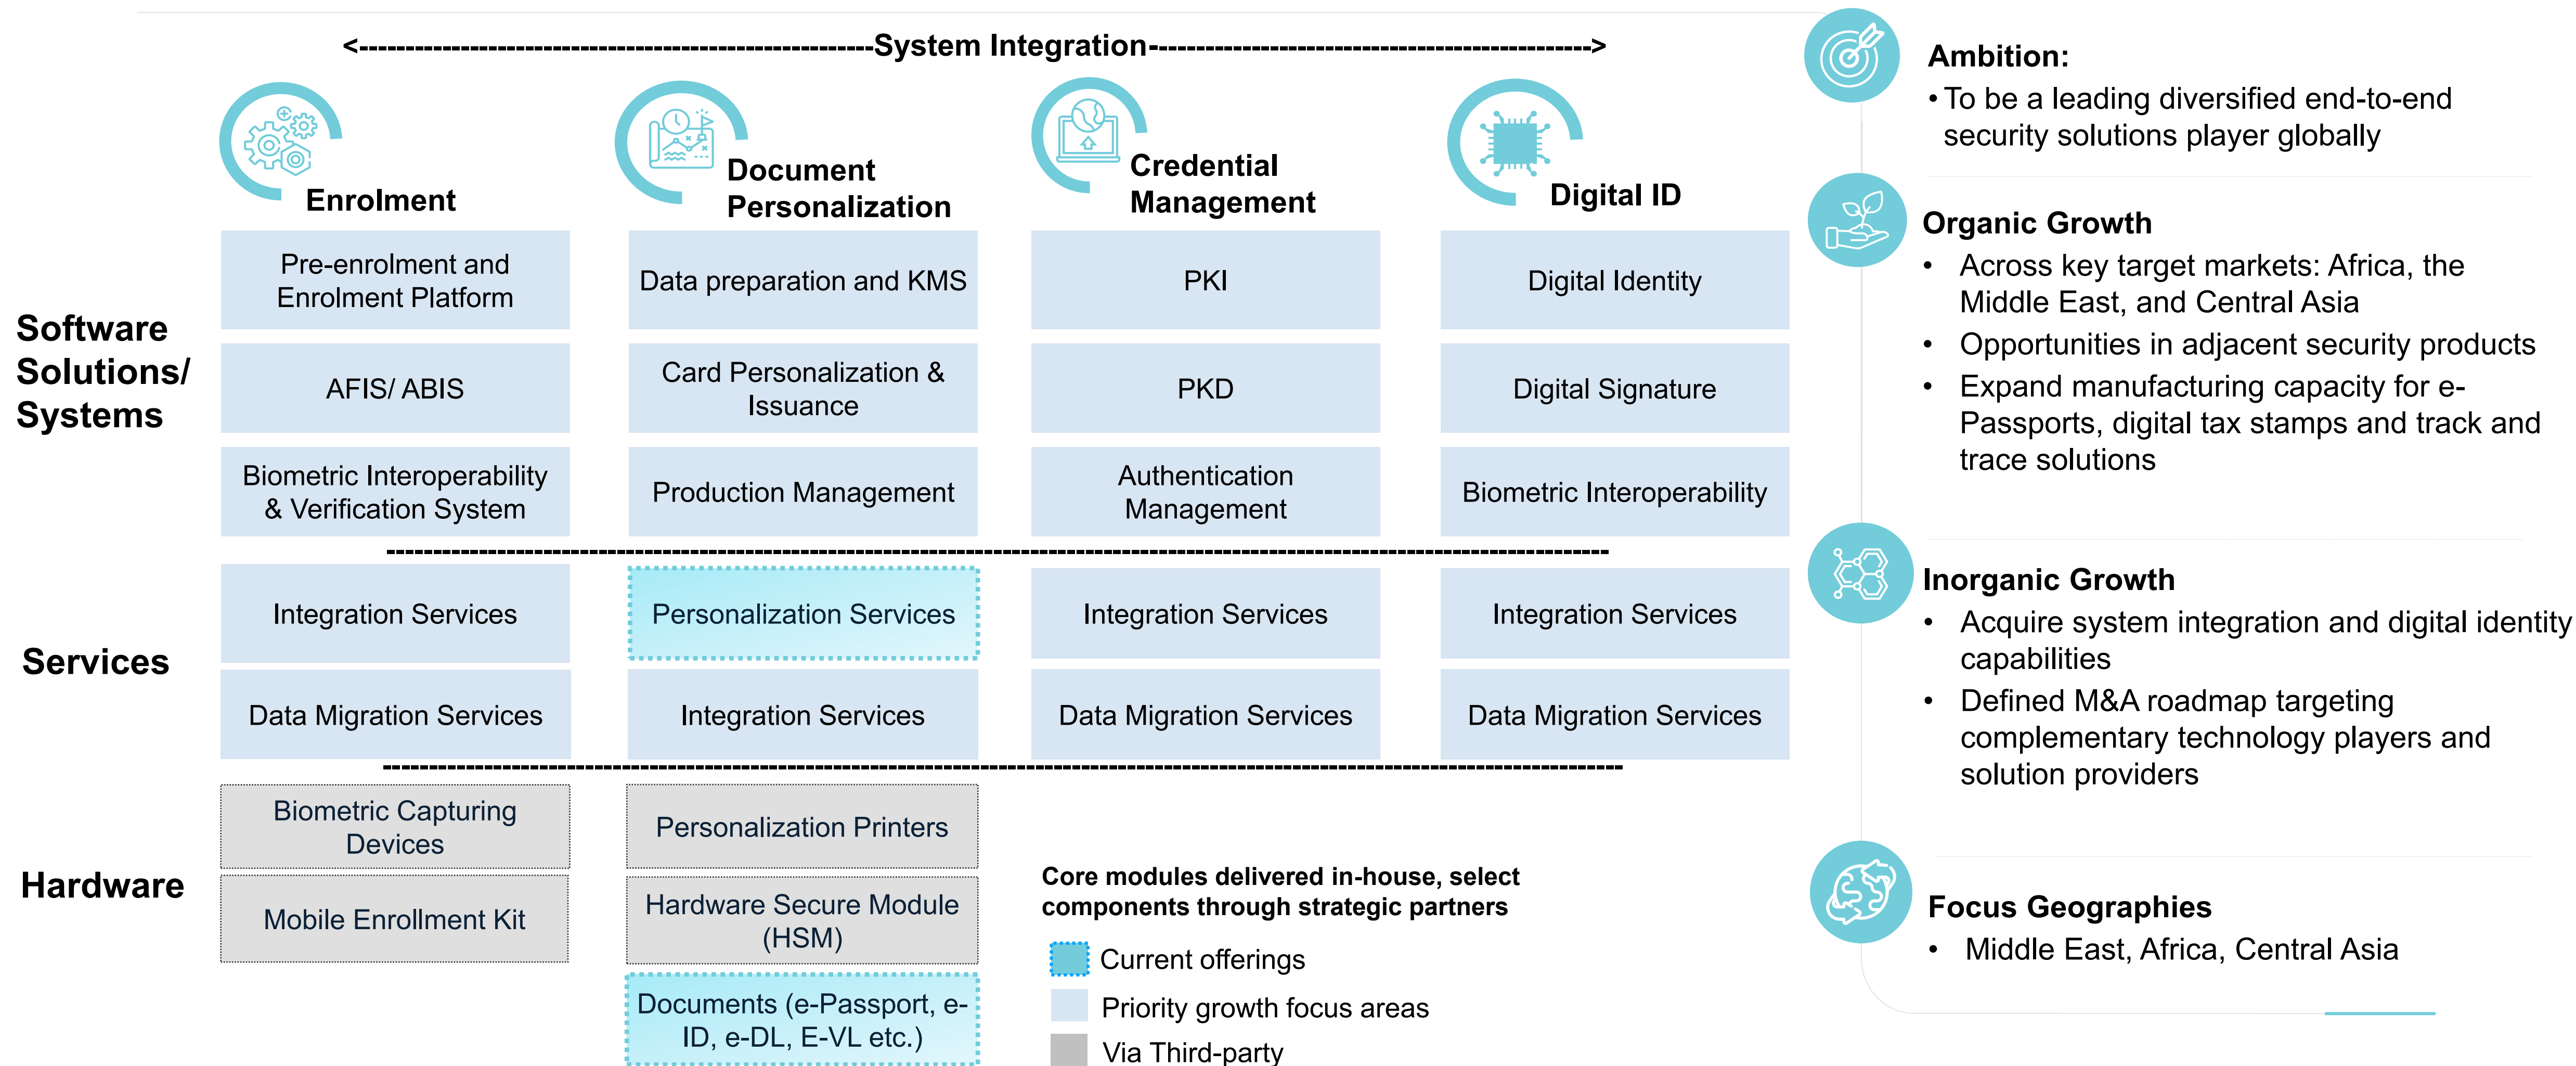 <-----System Integration----->
Enrolment
Document
Personalization
Credential
Management
Digital ID
Software
Solutions/
Systems
Pre-enrolment and
Enrolment Platform
Data preparation and KMS
PKI
Digital Identity
AFIS/ ABIS
Card Personalization &
Issuance
PKD
Digital Signature
Biometric Interoperability
& Verification System
Production Management
Authentication
Management
Biometric Interoperability
Services
Integration Services
Personalization Services
Integration Services
Integration Services
Data Migration Services
Integration Services
Data Migration Services
Data Migration Services
Hardware
Biometric Capturing
Devices
Personalization Printers
Mobile Enrollment Kit
Hardware Secure Module
(HSM)
Documents (e-Passport, e-
ID, e-DL, E-VL etc.)
Core modules delivered in-house, select
components through strategic partners
Current offerings
Priority growth focus areas
Via Third-party
Ambition:
• To be a leading diversified end-to-end
security solutions player globally
Organic Growth
• Across key target markets: Africa, the
Middle East, and Central Asia
• Opportunities in adjacent security products
• Expand manufacturing capacity for e-
Passports, digital tax stamps and track and
trace solutions
Inorganic Growth
• Acquire system integration and digital identity
capabilities
• Defined M&A roadmap targeting
complementary technology players and
solution providers
Focus Geographies
• Middle East, Africa, Central Asia